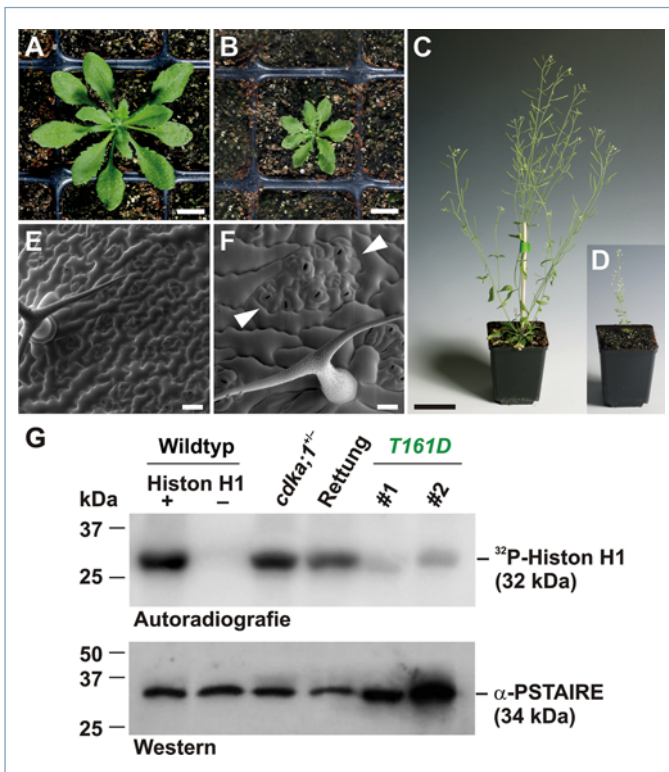 A
B
C
E
F
D
G
Wildtyp
Histon H1
+ –
cdka;1+/-
Rettung
T161D
#1
#2
kDa
37
25
32P-Histon H1
(32 kDa)
Autoradiografie
50
37
25
α-PSTAIRE
(34 kDa)
Western